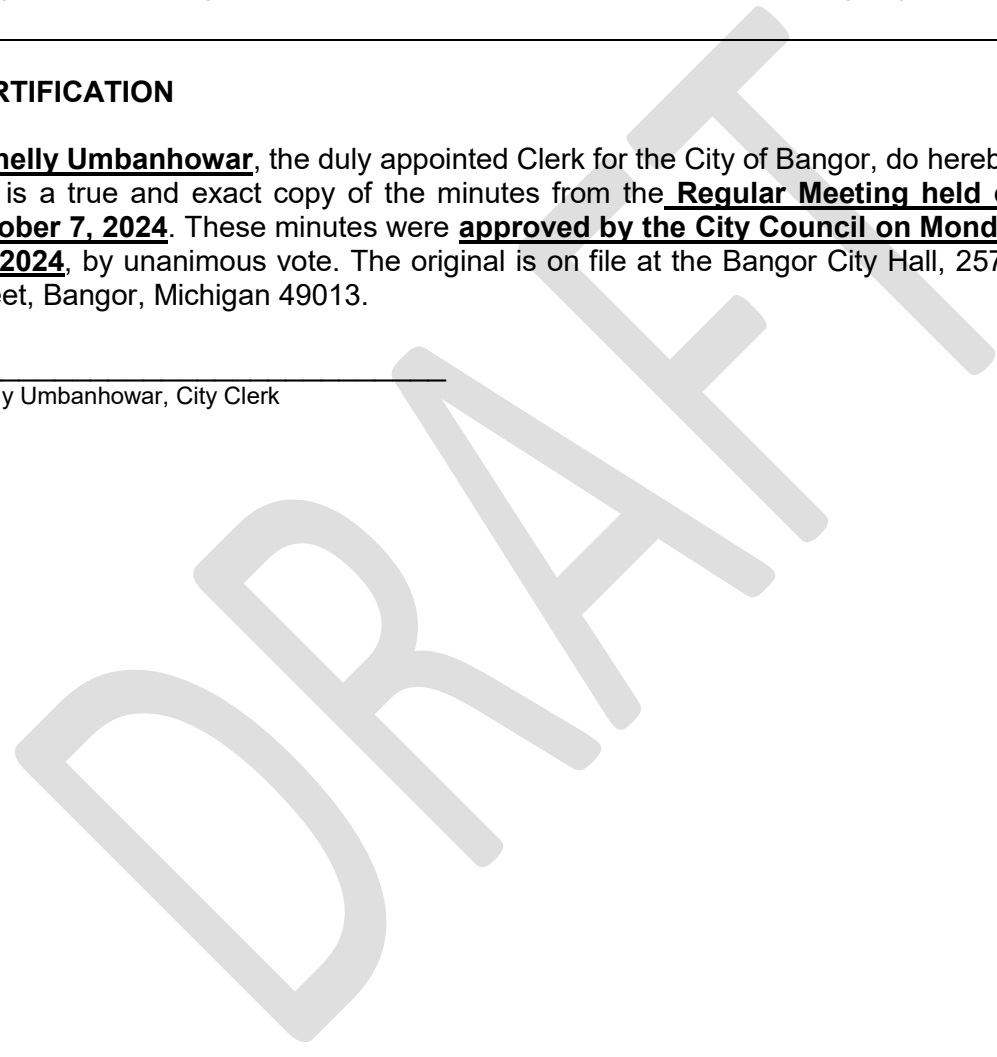 RTIFICATION
nelly Umbanhowar, the duly appointed Clerk for the City of Bangor, do hereb
is a true and exact copy of the minutes from the Regular Meeting held
ober 7, 2024. These minutes were approved by the City Council on Mond
2024, by unanimous vote. The original is on file at the Bangor City Hall, 257
eet, Bangor, Michigan 49013.
y Umbanhowar, City Clerk
DRAFT